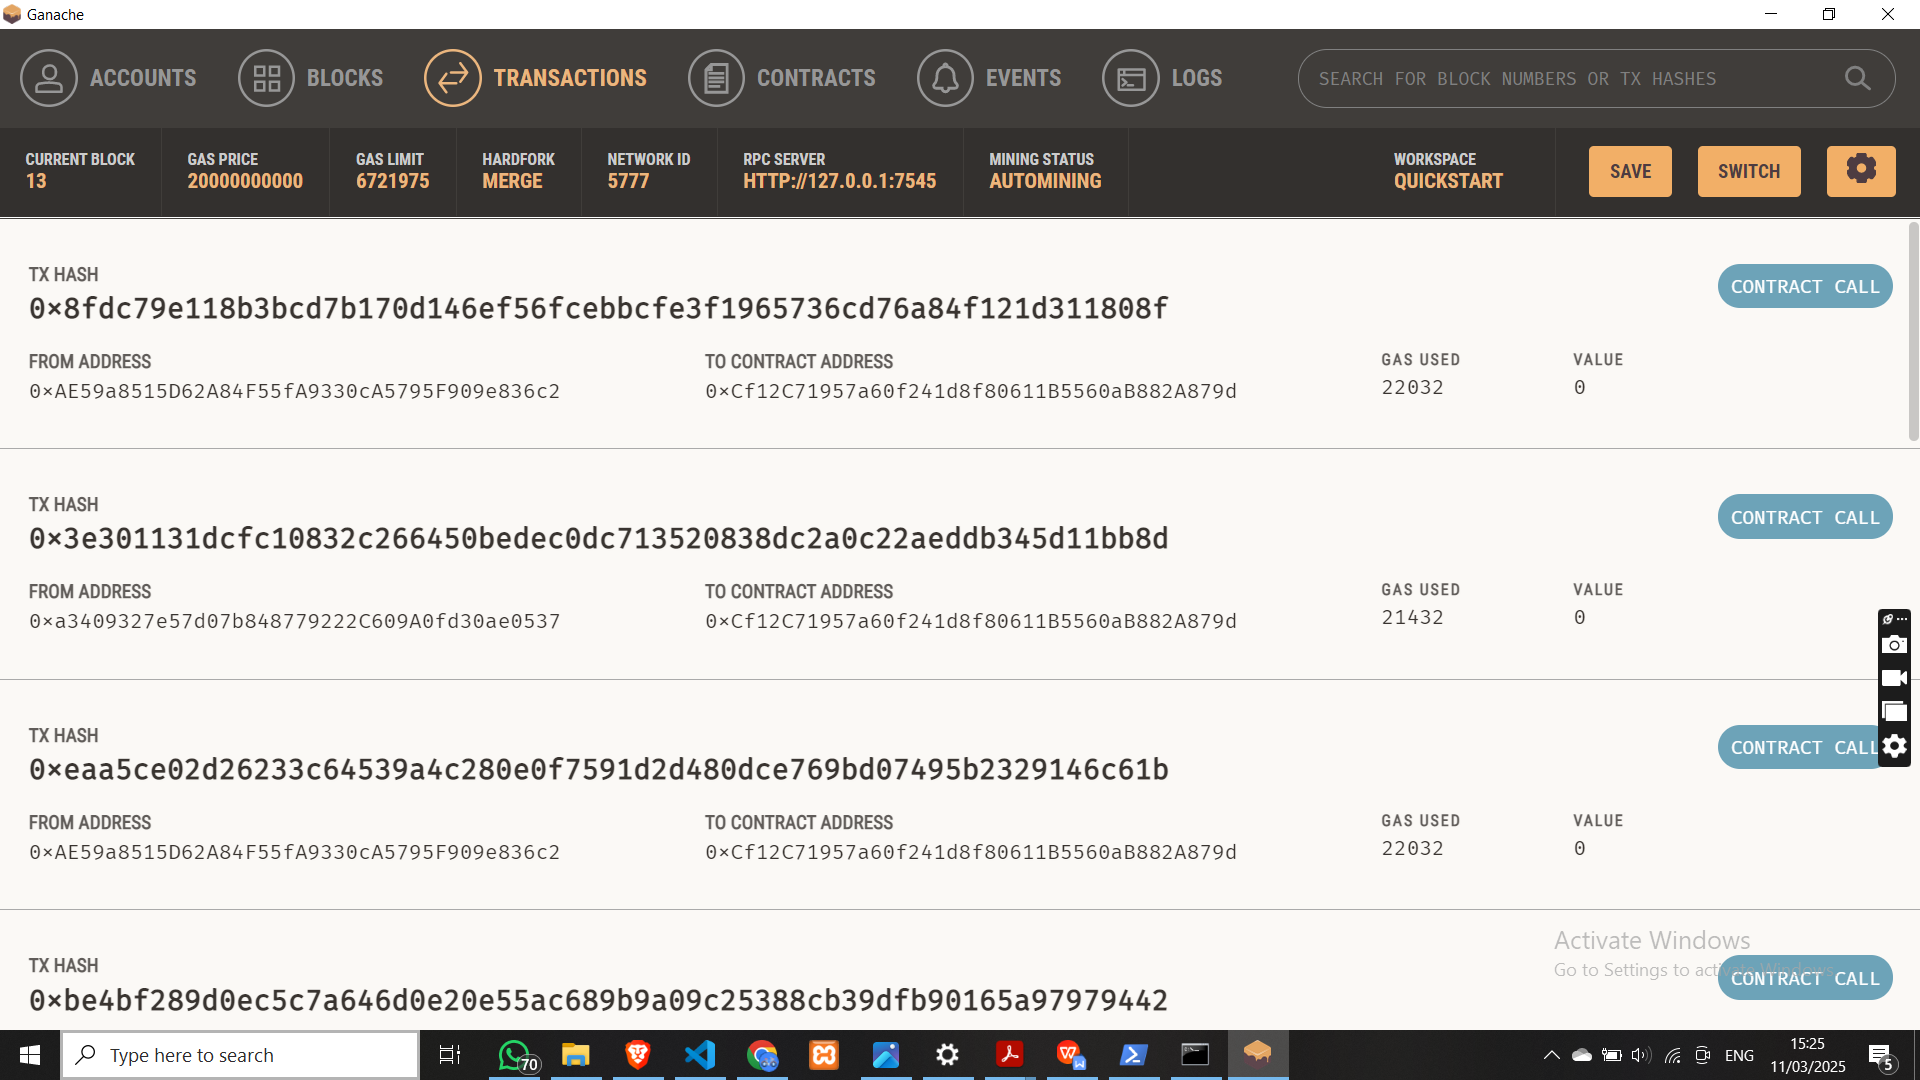 Ganache
ACCOUNTS BLOCKS TRANSACTIONS CONTRACTS EVENTS LOGS SEARCH FOR BLOCK NUMBERS OR TX HASHES
CURRENT BLOCK GAS PRICE GAS LIMIT HARDFORK NETWORK ID RPC SERVER MINING STATUS WORKSPACE
13 20000000000 6721975 MERGE 5777 HTTP://127.0.0.1:7545 AUTOMINING QUICKSTART
SAVE SWITCH
TX HASH
0×8fdc79e118b3bcd7b170d146ef56fcebbcfe3f1965736cd76a84f121d311808f
CONTRACT CALL
FROM ADDRESS TO CONTRACT ADDRESS GAS USED VALUE
0×AE59a8515D62A84F55fA9330cA5795F909e836c2 0×Cf12C71957a60f241d8f80611B5560aB882A879d 22032 0
TX HASH
0×3e301131dcfc10832c266450bedec0dc713520838dc2a0c22aeddb345d11bb8d
CONTRACT CALL
FROM ADDRESS TO CONTRACT ADDRESS GAS USED VALUE
0×a3409327e57d07b848779222C609A0fd30ae0537 0×Cf12C71957a60f241d8f80611B5560aB882A879d 21432 0
TX HASH
0×eaa5ce02d26233c64539a4c280e0f7591d2d480dce769bd07495b2329146c61b
CONTRACT CALL
FROM ADDRESS TO CONTRACT ADDRESS GAS USED VALUE
0×AE59a8515D62A84F55fA9330cA5795F909e836c2 0×Cf12C71957a60f241d8f80611B5560aB882A879d 22032 0
TX HASH
0×be4bf289d0ec5c7a646d0e20e55ac689b9a09c25388cb39dfb90165a97979442
CONTRACT CALL
Activate Windows
Go to Settings to activate Windows.
Type here to search
70
ENG
15:25
11/03/2025
5